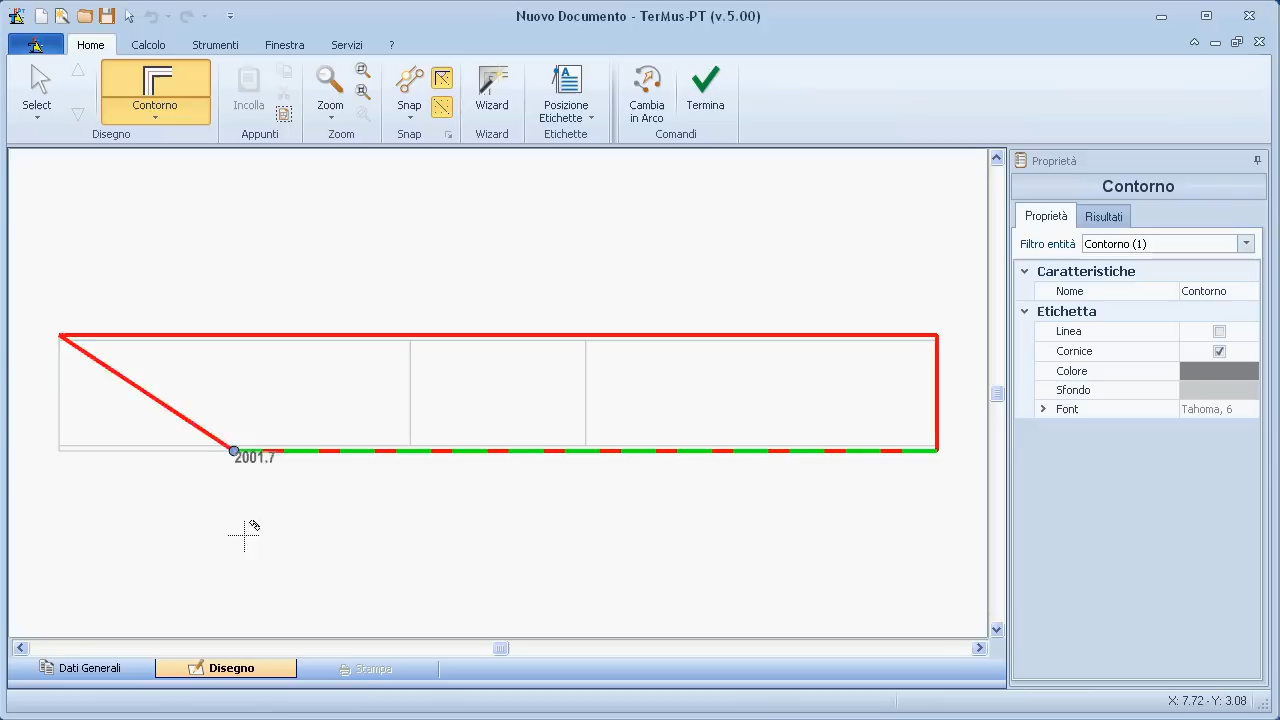 Nuovo Documento - TerMus-PT (v.5.00)
Home Calcolo Strumenti Finestra Servizi ?
Select
Contorno
Disegno
Incolla
Appunti
Zoom
Zoom
Snap
Snap
Wizard
Wizard
Posizione
Etichette
Etichette
Cambia
in Arco
Termina
Comandi
Proprietà
Contorno
Proprietà Risultati
Filtro entità Contorno (1)
Caratteristiche
Nome Contorno
Etichetta
Linea
Cornice
Colore
Sfondo
Font Tahoma, 6
2001.7
Dati Generali Disegno Stampa
X: 7.72 - Y: 3.08